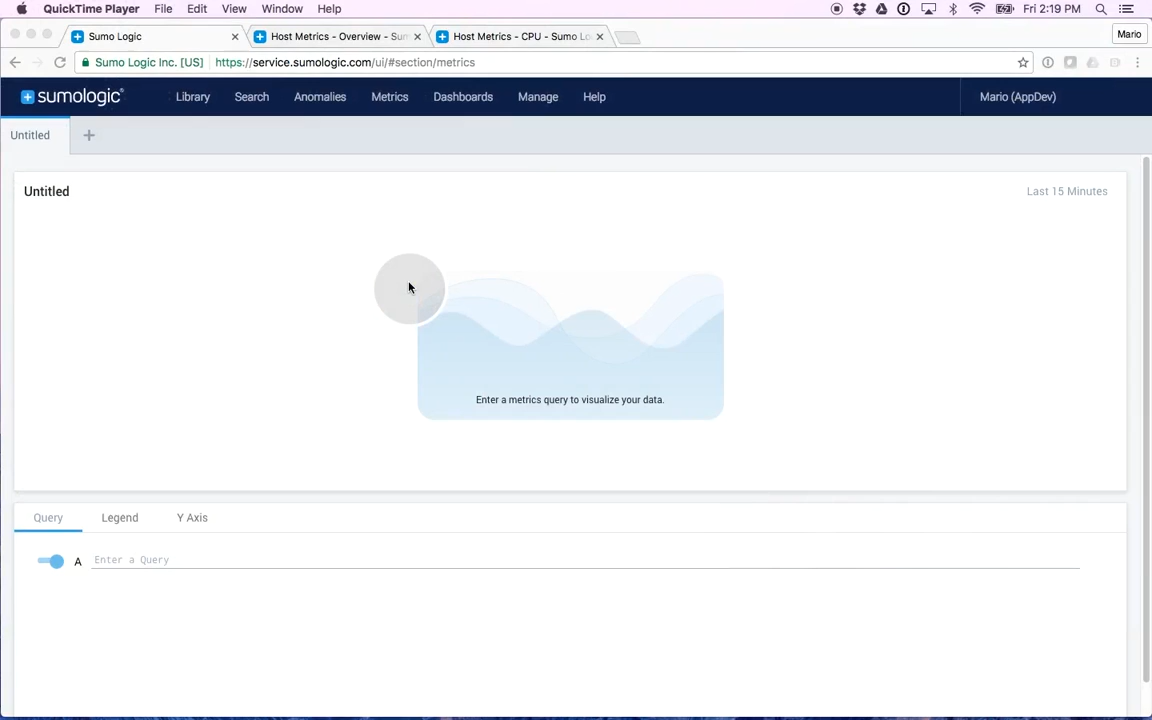 QuickTime Player File Edit View Window Help Fri 2:19 PM
Sumo Logic Host Metrics - Overview - Sum Host Metrics - CPU - Sumo Lo Mario
Sumo Logic Inc. [US] https://service.sumologic.com/ui/#section/metrics
sumologic Library Search Anomalies Metrics Dashboards Manage Help Mario (AppDev)
Untitled
Untitled Last 15 Minutes
Enter a metrics query to visualize your data.
Query Legend Y Axis
A Enter a Query